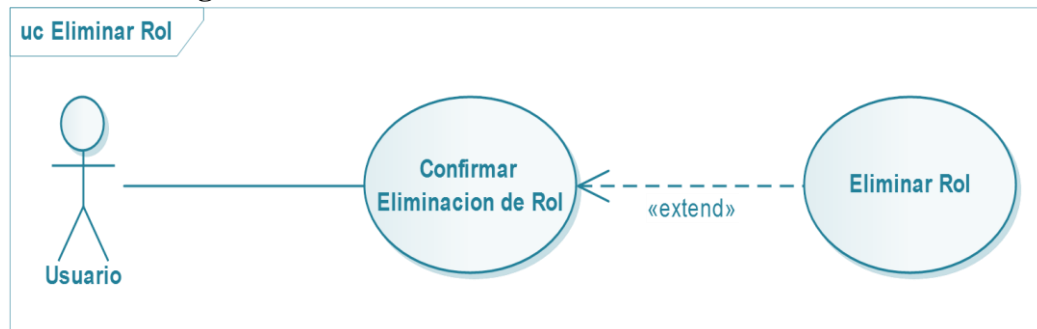 uc Eliminar Rol
Confirmar
Eliminacion de Rol
Eliminar Rol
«extend»
Usuario